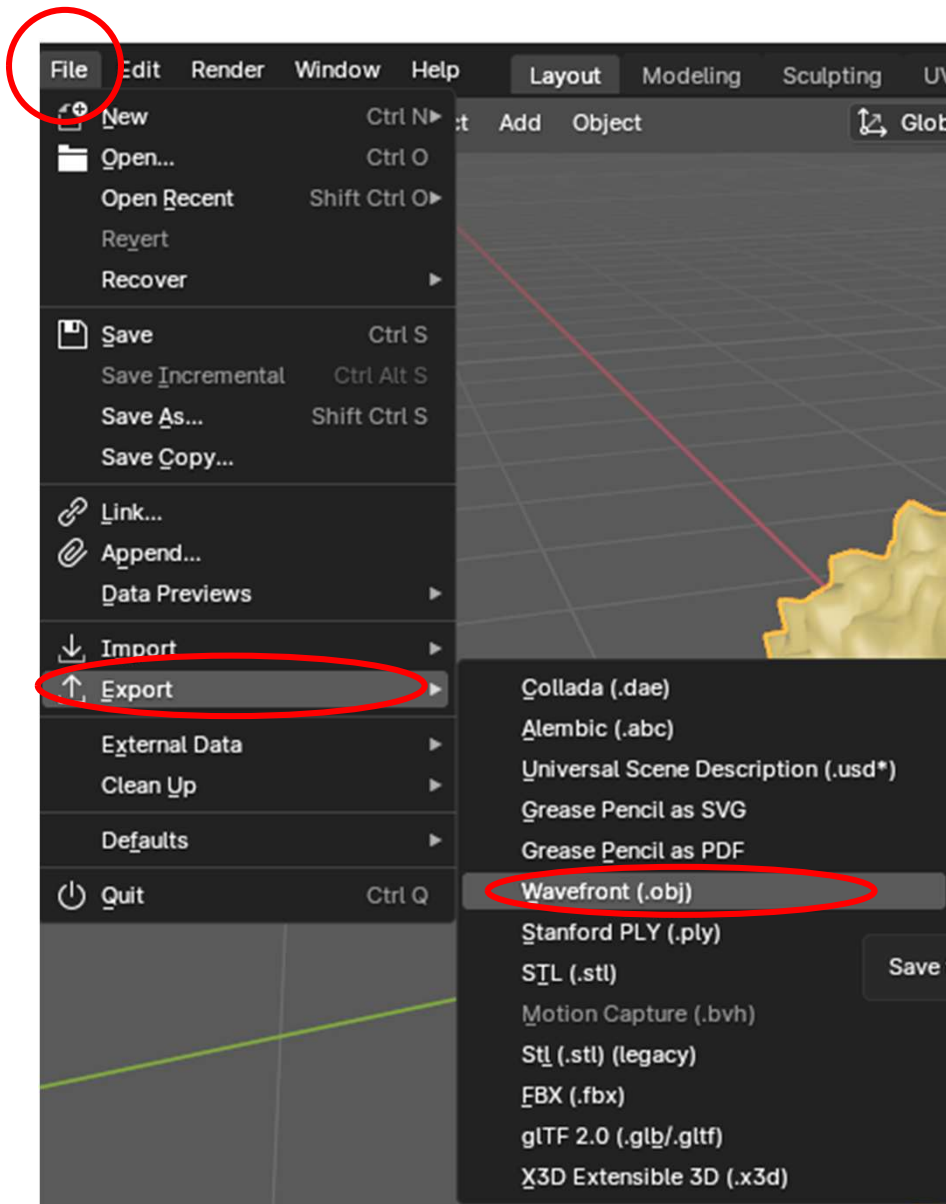 File Edit Render Window Help Layout Modeling Sculpting
New Ctrl N
Add Object
Open... Ctrl O
Open Recent Shift Ctrl O
Revert
Recover
Save Ctrl S
Save Incremental Ctrl Alt S
Save As... Shift Ctrl S
Save Copy...
Link...
Append...
Data Previews
Import
Export
External Data
Clean Up
Defaults
Quit Ctrl Q
Collada (.dae)
Alembic (.abc)
Universal Scene Description (.usd*)
Grease Pencil as SVG
Grease Pencil as PDF
Wavefront (.obj)
Stanford PLY (.ply)
STL (.stl)
Save
Motion Capture (.bvh)
Stl (.stl) (legacy)
FBX (.fbx)
glTF 2.0 (.glb/.gltf)
X3D Extensible 3D (.x3d)